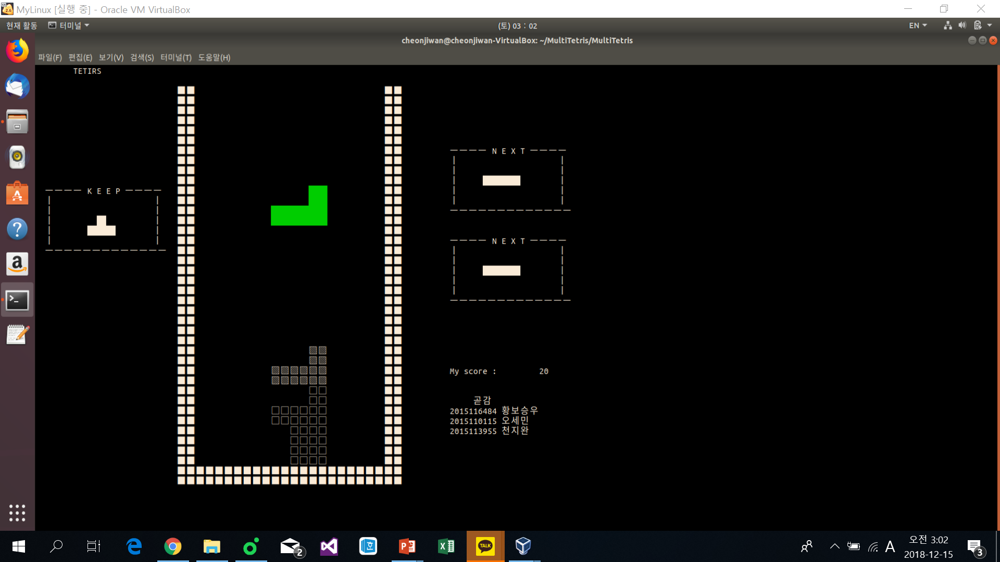 MyLinux [실행 중] - Oracle VM VirtualBox
현재 활동 터미널 (토) 03 : 02 EN
cheonjiwan@cheonjiwan-VirtualBox: ~/MultiTetris/MultiTetris
파일(F) 편집(E) 보기(V) 검색(S) 터미널(T) 도움말(H)
TETIRS
N E X T
K E E P
N E X T
My score : 20
곧감
2015116484 황보승우
2015110115 오세민
2015113955 천지완
TALK
2
A
오전 3:02
2018-12-15
3